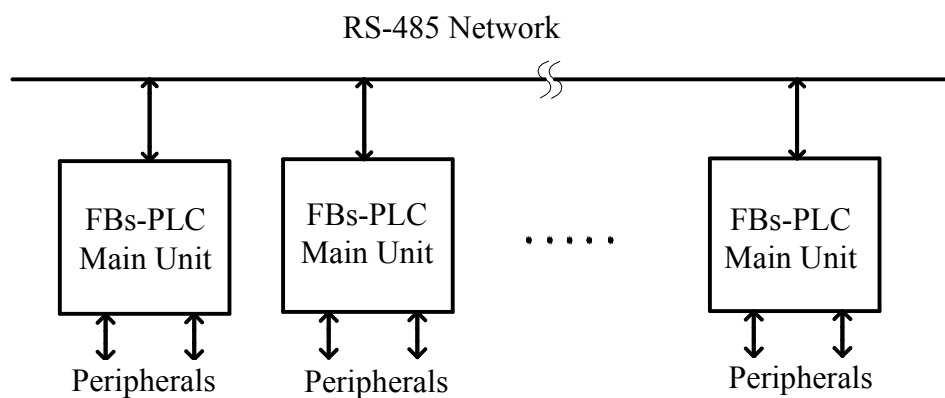 RS-485 Network
FBs-PLC
Main Unit
FBs-PLC
Main Unit
FBs-PLC
Main Unit
Peripherals
Peripherals
Peripherals